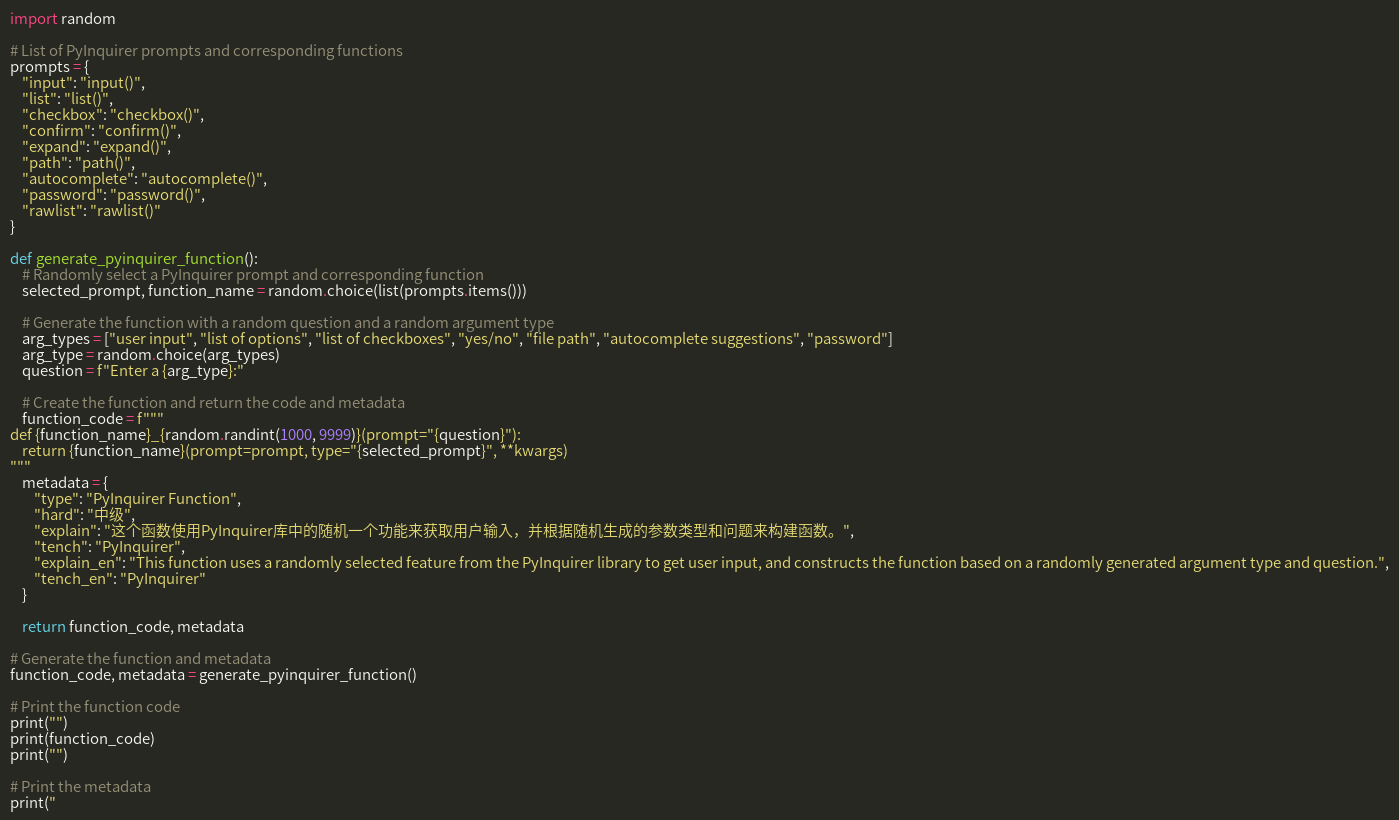 import random
# List of PyInquirer prompts and corresponding functions
prompts = {
"input": "input()",
"list": "list()",
"checkbox": "checkbox()",
"confirm": "confirm()",
"expand": "expand()",
"path": "path()",
"autocomplete": "autocomplete()",
"password": "password()",
"rawlist": "rawlist()"
}
def generate_pyinquirer_function():
# Randomly select a PyInquirer prompt and corresponding function
selected_prompt, function_name = random.choice(list(prompts.items()))
# Generate the function with a random question and a random argument type
arg_types = ["user input", "list of options", "list of checkboxes", "yes/no", "file path", "autocomplete suggestions", "password"]
arg_type = random.choice(arg_types)
question = f"Enter a {arg_type}:"
# Create the function and return the code and metadata
function_code = f"""
def {function_name}_{random.randint(1000, 9999)}(prompt="{question}"):
return {function_name}(prompt=prompt, type="{selected_prompt}", **kwargs)
"""
metadata = {
"type": "PyInquirer Function",
"hard": "中级",
"explain": "这个函数使用PyInquirer库中的随机一个功能来获取用户输入，并根据随机生成的参数类型和问题来构建函数。",
"tench": "PyInquirer",
"explain_en": "This function uses a randomly selected feature from the PyInquirer library to get user input, and constructs the function based on a randomly generated argument type and question.",
"tench_en": "PyInquirer"
}
return function_code, metadata
# Generate the function and metadata
function_code, metadata = generate_pyinquirer_function()
# Print the function code
print("")
print(function_code)
print("")
# Print the metadata
print("